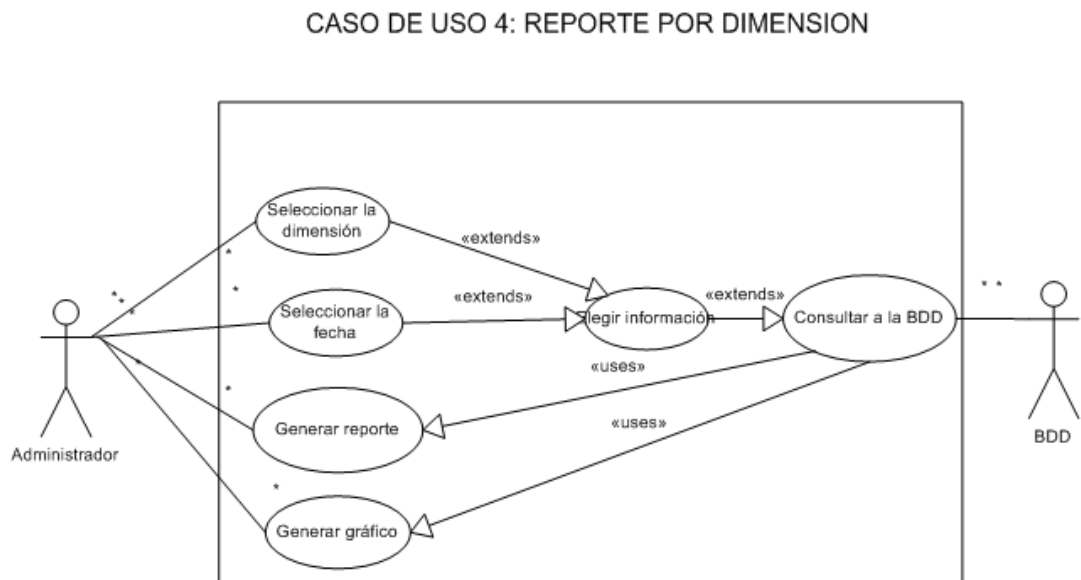 CASO DE USO 4: REPORTE POR DIMENSION
Seleccionar la
dimensión
«extends»
*
*
*
*
*
Seleccionar la
fecha
«extends»
Elegir información
«extends»
Consultar a la BDD
* *
*
«uses»
*
Generar reporte
«uses»
Administrador
BDD
*
Generar gráfico